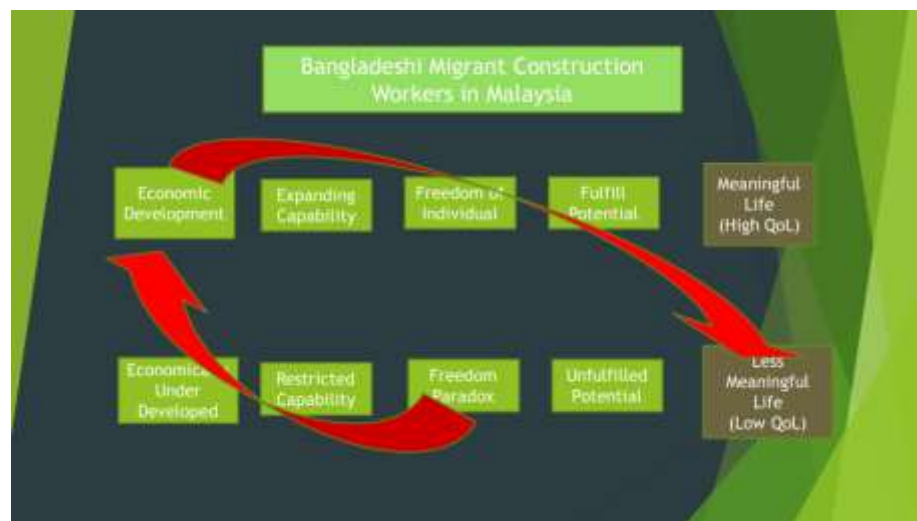 Bangladeshi Migrant Construction
Workers in Malaysia
Economic
Development
Expanding
Capability
Freedom of
Individual
Fulfill
Potential
Meaningful
Life
(High QoL)
Under
Developed
Restricted
Capability
Freedom
Paradox
Unfulfilled
Potential
Less
Meaningful
Life
(Low QoL)